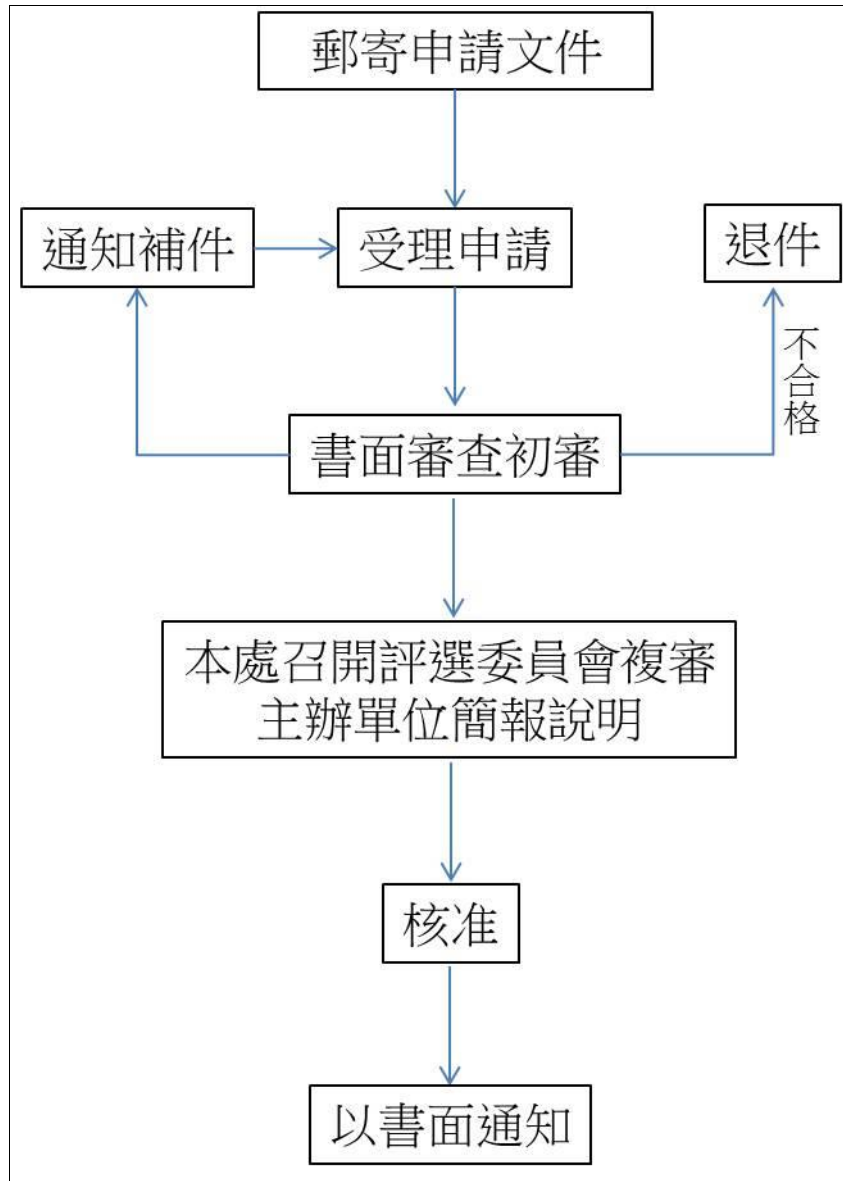 郵寄申請文件
通知補件
受理申請
退件
不合格
書面審查初審
本處召開評選委員會複審
主辦單位簡報說明
核准
以書面通知